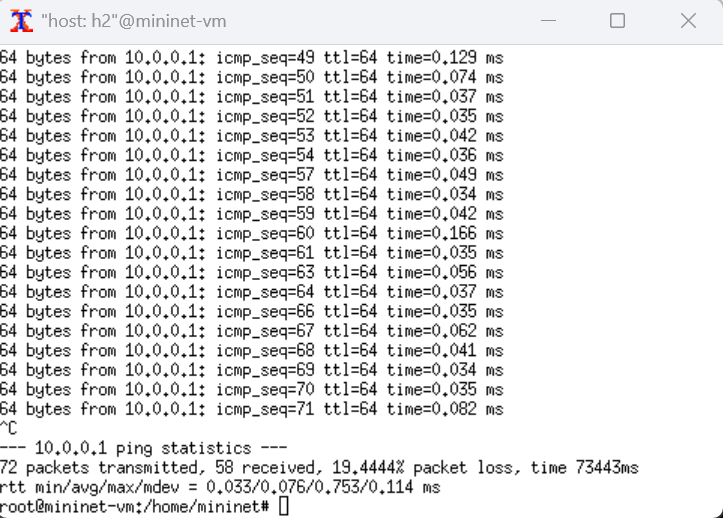 "host: h2"@mininet-vm
64 bytes from 10.0.0.1: icmp_seq=49 ttl=64 time=0.129 ms
64 bytes from 10.0.0.1: icmp_seq=50 ttl=64 time=0.074 ms
64 bytes from 10.0.0.1: icmp_seq=51 ttl=64 time=0.037 ms
64 bytes from 10.0.0.1: icmp_seq=52 ttl=64 time=0.035 ms
64 bytes from 10.0.0.1: icmp_seq=53 ttl=64 time=0.042 ms
64 bytes from 10.0.0.1: icmp_seq=54 ttl=64 time=0.036 ms
64 bytes from 10.0.0.1: icmp_seq=57 ttl=64 time=0.049 ms
64 bytes from 10.0.0.1: icmp_seq=58 ttl=64 time=0.034 ms
64 bytes from 10.0.0.1: icmp_seq=59 ttl=64 time=0.042 ms
64 bytes from 10.0.0.1: icmp_seq=60 ttl=64 time=0.166 ms
64 bytes from 10.0.0.1: icmp_seq=61 ttl=64 time=0.035 ms
64 bytes from 10.0.0.1: icmp_seq=63 ttl=64 time=0.056 ms
64 bytes from 10.0.0.1: icmp_seq=64 ttl=64 time=0.037 ms
64 bytes from 10.0.0.1: icmp_seq=66 ttl=64 time=0.035 ms
64 bytes from 10.0.0.1: icmp_seq=67 ttl=64 time=0.062 ms
64 bytes from 10.0.0.1: icmp_seq=68 ttl=64 time=0.041 ms
64 bytes from 10.0.0.1: icmp_seq=69 ttl=64 time=0.034 ms
64 bytes from 10.0.0.1: icmp_seq=70 ttl=64 time=0.035 ms
64 bytes from 10.0.0.1: icmp_seq=71 ttl=64 time=0.082 ms
^C
--- 10.0.0.1 ping statistics ---
72 packets transmitted, 58 received, 19.4444% packet loss, time 73443ms
rtt min/avg/max/mdev = 0.033/0.076/0.753/0.114 ms
root@mininet-vm:/home/mininet#